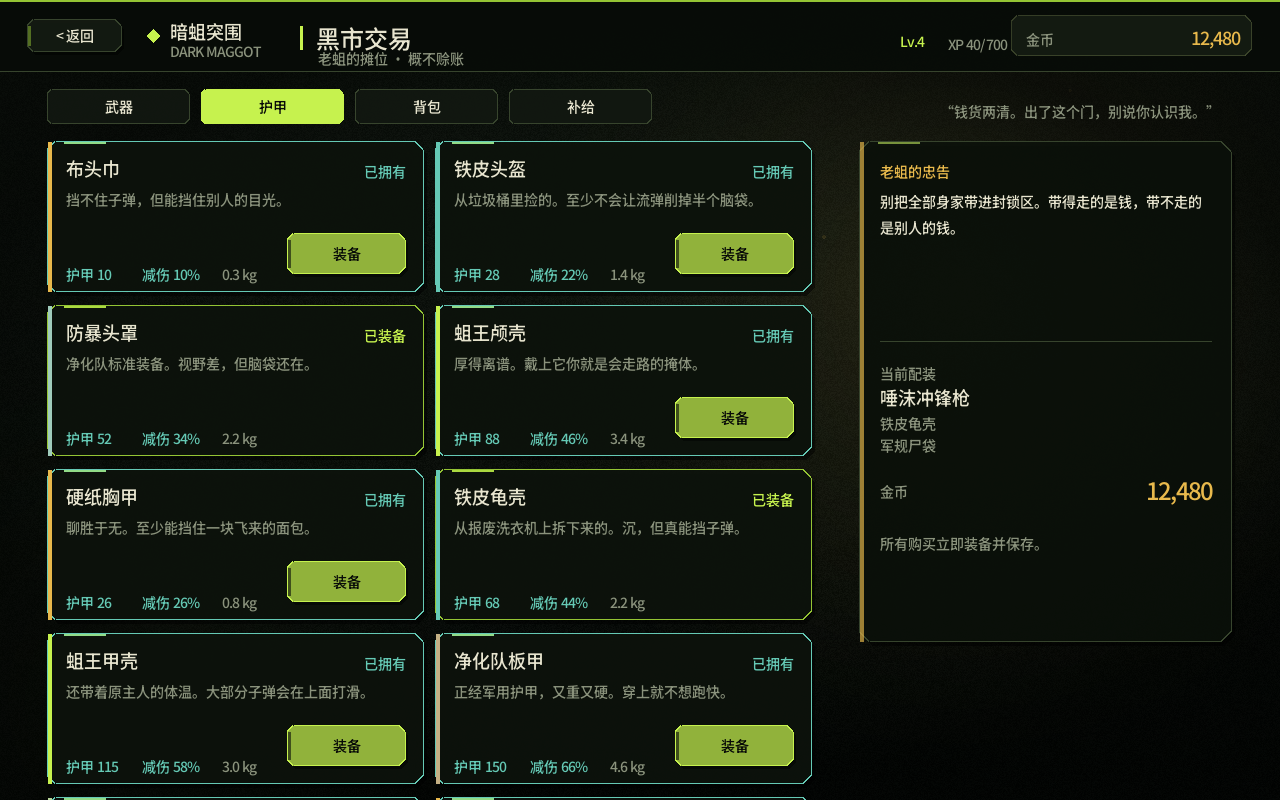 <返回
暗蛆突围
DARK MAGGOT
黑市交易
老蛆的摊位 · 概不赊账
Lv.4
XP 40/700
金币
12,480
武器
护甲
背包
补给
“钱货两清。出了这个门，别说你认识我。”
布头巾
已拥有
挡不住子弹，但能挡住别人的目光。
装备
护甲 10 减伤 10% 0.3 kg
铁皮头盔
已拥有
从垃圾桶里捡的。至少不会让流弹削掉半个脑袋。
装备
护甲 28 减伤 22% 1.4 kg
防暴头罩
已装备
净化队标准装备。视野差，但脑袋还在。
护甲 52 减伤 34% 2.2 kg
蛆王颅壳
已拥有
厚得离谱。戴上它你就是会走路的掩体。
装备
护甲 88 减伤 46% 3.4 kg
硬纸胸甲
已拥有
聊胜于无。至少能挡住一块飞来的面包。
装备
护甲 26 减伤 26% 0.8 kg
铁皮龟壳
已装备
从报废洗衣机上拆下来的。沉，但真能挡子弹。
护甲 68 减伤 44% 2.2 kg
蛆王甲壳
已拥有
还带着原主人的体温。大部分子弹会在上面打滑。
装备
护甲 115 减伤 58% 3.0 kg
净化队板甲
已拥有
正经军用护甲，又重又硬。穿上就不想跑快。
装备
护甲 150 减伤 66% 4.6 kg
老蛆的忠告
别把全部身家带进封锁区。带得走的是钱，带不走的
是别人的钱。
当前配装
唾沫冲锋枪
铁皮龟壳
军规尸袋
金币
12,480
所有购买立即装备并保存。